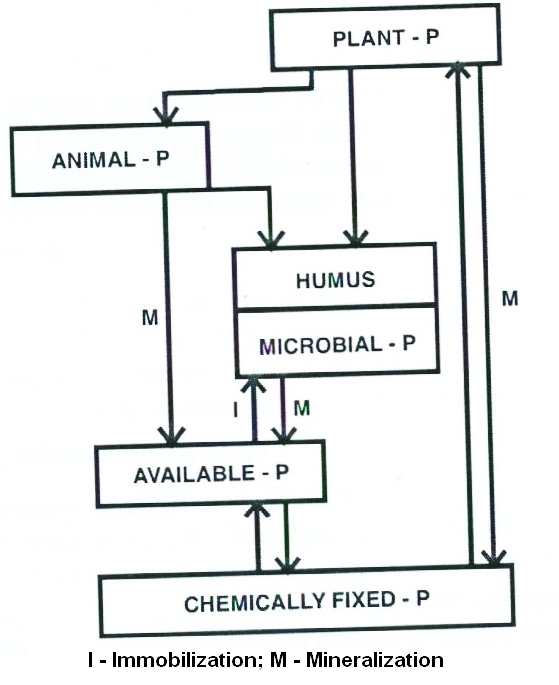 PLANT - P
ANIMAL - P
HUMUS
M
M
MICROBIAL - P
I
M
AVAILABLE - P
CHEMICALLY FIXED - P
I - Immobilization; M - Mineralization